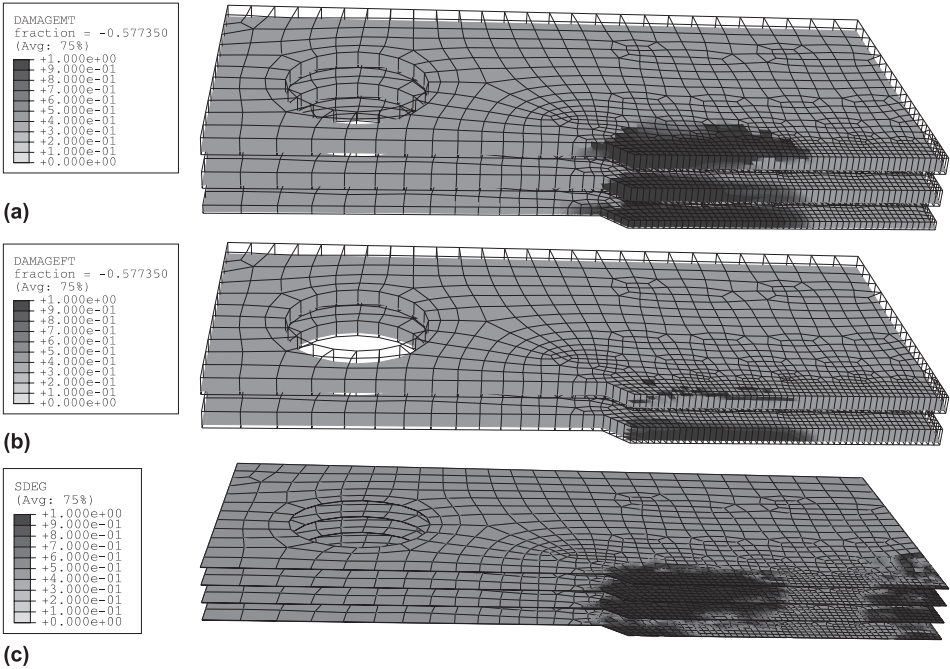 DAMAGEMT
fraction = -0.577350
(Avg: 75%)
+1.000e+00
+9.000e-01
+8.000e-01
+7.000e-01
+6.000e-01
+5.000e-01
+4.000e-01
+3.000e-01
+2.000e-01
+1.000e-01
+0.000e+00
(a)
DAMAGEFT
fraction = -0.577350
(Avg: 75%)
+1.000e+00
+9.000e-01
+8.000e-01
+7.000e-01
+6.000e-01
+5.000e-01
+4.000e-01
+3.000e-01
+2.000e-01
+1.000e-01
+0.000e+00
(b)
SDEG
(Avg: 75%)
+1.000e+00
+9.000e-01
+8.000e-01
+7.000e-01
+6.000e-01
+5.000e-01
+4.000e-01
+3.000e-01
+2.000e-01
+1.000e-01
+0.000e+00
(c)